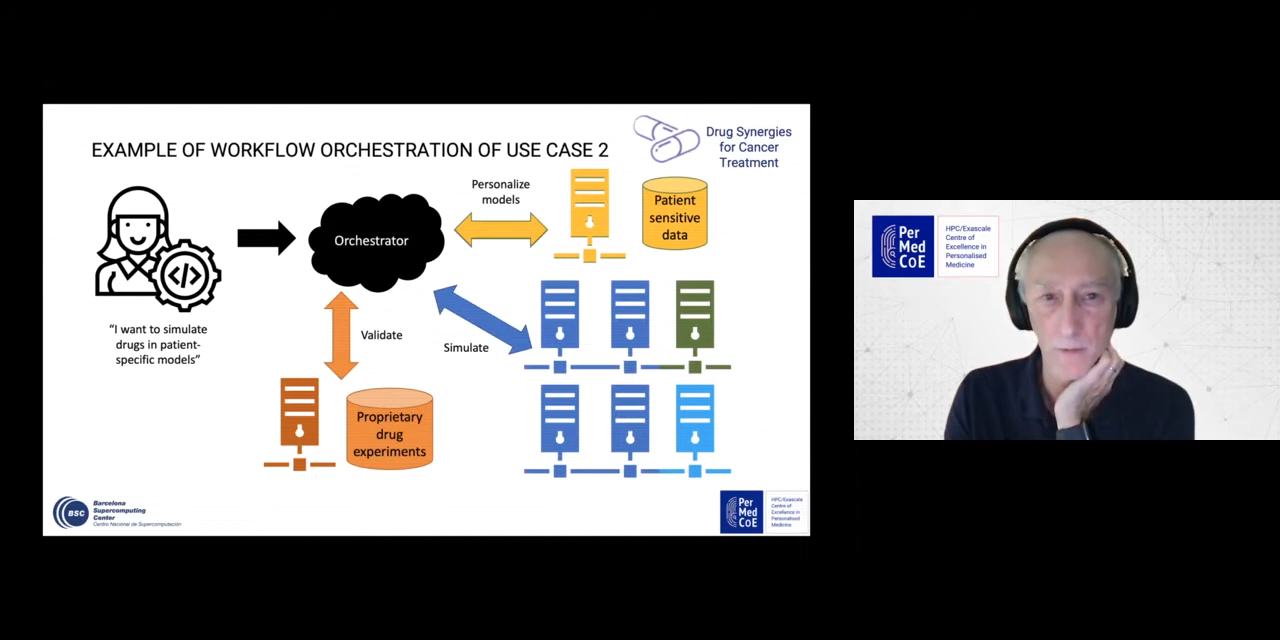 EXAMPLE OF WORKFLOW ORCHESTRATION OF USE CASE 2
Drug Synergies
for Cancer
Treatment
Personalize
models
Patient
sensitive
data
Orchestrator
"I want to simulate
drugs in patient-
specific models"
Validate
Simulate
Proprietary
drug
experiments
BSC
Barcelona
Supercomputing
Center
Centro Nacional de Supercomputación
Per
Med
CoE
HPC/Exascale
Centre of
Excellence in
Personalised
Medicine
Per
Med
CoE
HPC/Exascale
Centre of
Excellence in
Personalised
Medicine